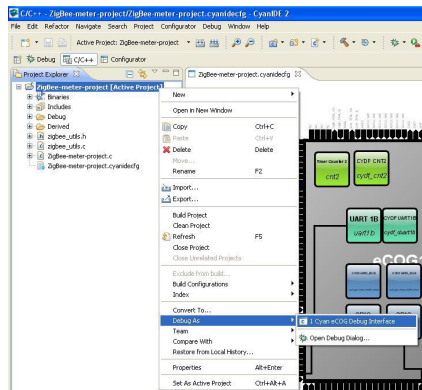 C/C++ - ZigBee-meter-project/ZigBee-meter-project.cyanidecfg - CyanIDE 2
File Edit Refactor Navigate Search Project Configurator Debug Window Help
Active Project: ZigBee-meter-project
Debug C/C++ Configurator
Project Explorer
ZigBee-meter-project.cyanidecfg
ZigBee-meter-project [Active Project]
Binaries
Includes
Debug
Derived
zigbee_utils.h
zigbee_utils.c
ZigBee-meter-project.c
ZigBee-meter-project.cyanidecfg
New
Open in New Window
Copy Ctrl+C
Paste Ctrl+V
Delete Delete
Move...
Rename F2
Import...
Export...
Build Project
Clean Project
Refresh F5
Close Project
Close Unrelated Projects
Exclude from build...
Build Configurations
Index
Convert To...
Debug As
Team
Compare With
Restore from Local History...
Properties Alt+Enter
Set As Active Project Ctrl+Alt+A
1 Cyan eCOG Debug Interface
Open Debug Dialog...
CYDF CNT2
cnt2
cydf_cnt2
UART 1B
CYDF UART1B
uart1b
cydf_uart1b
eCOG1